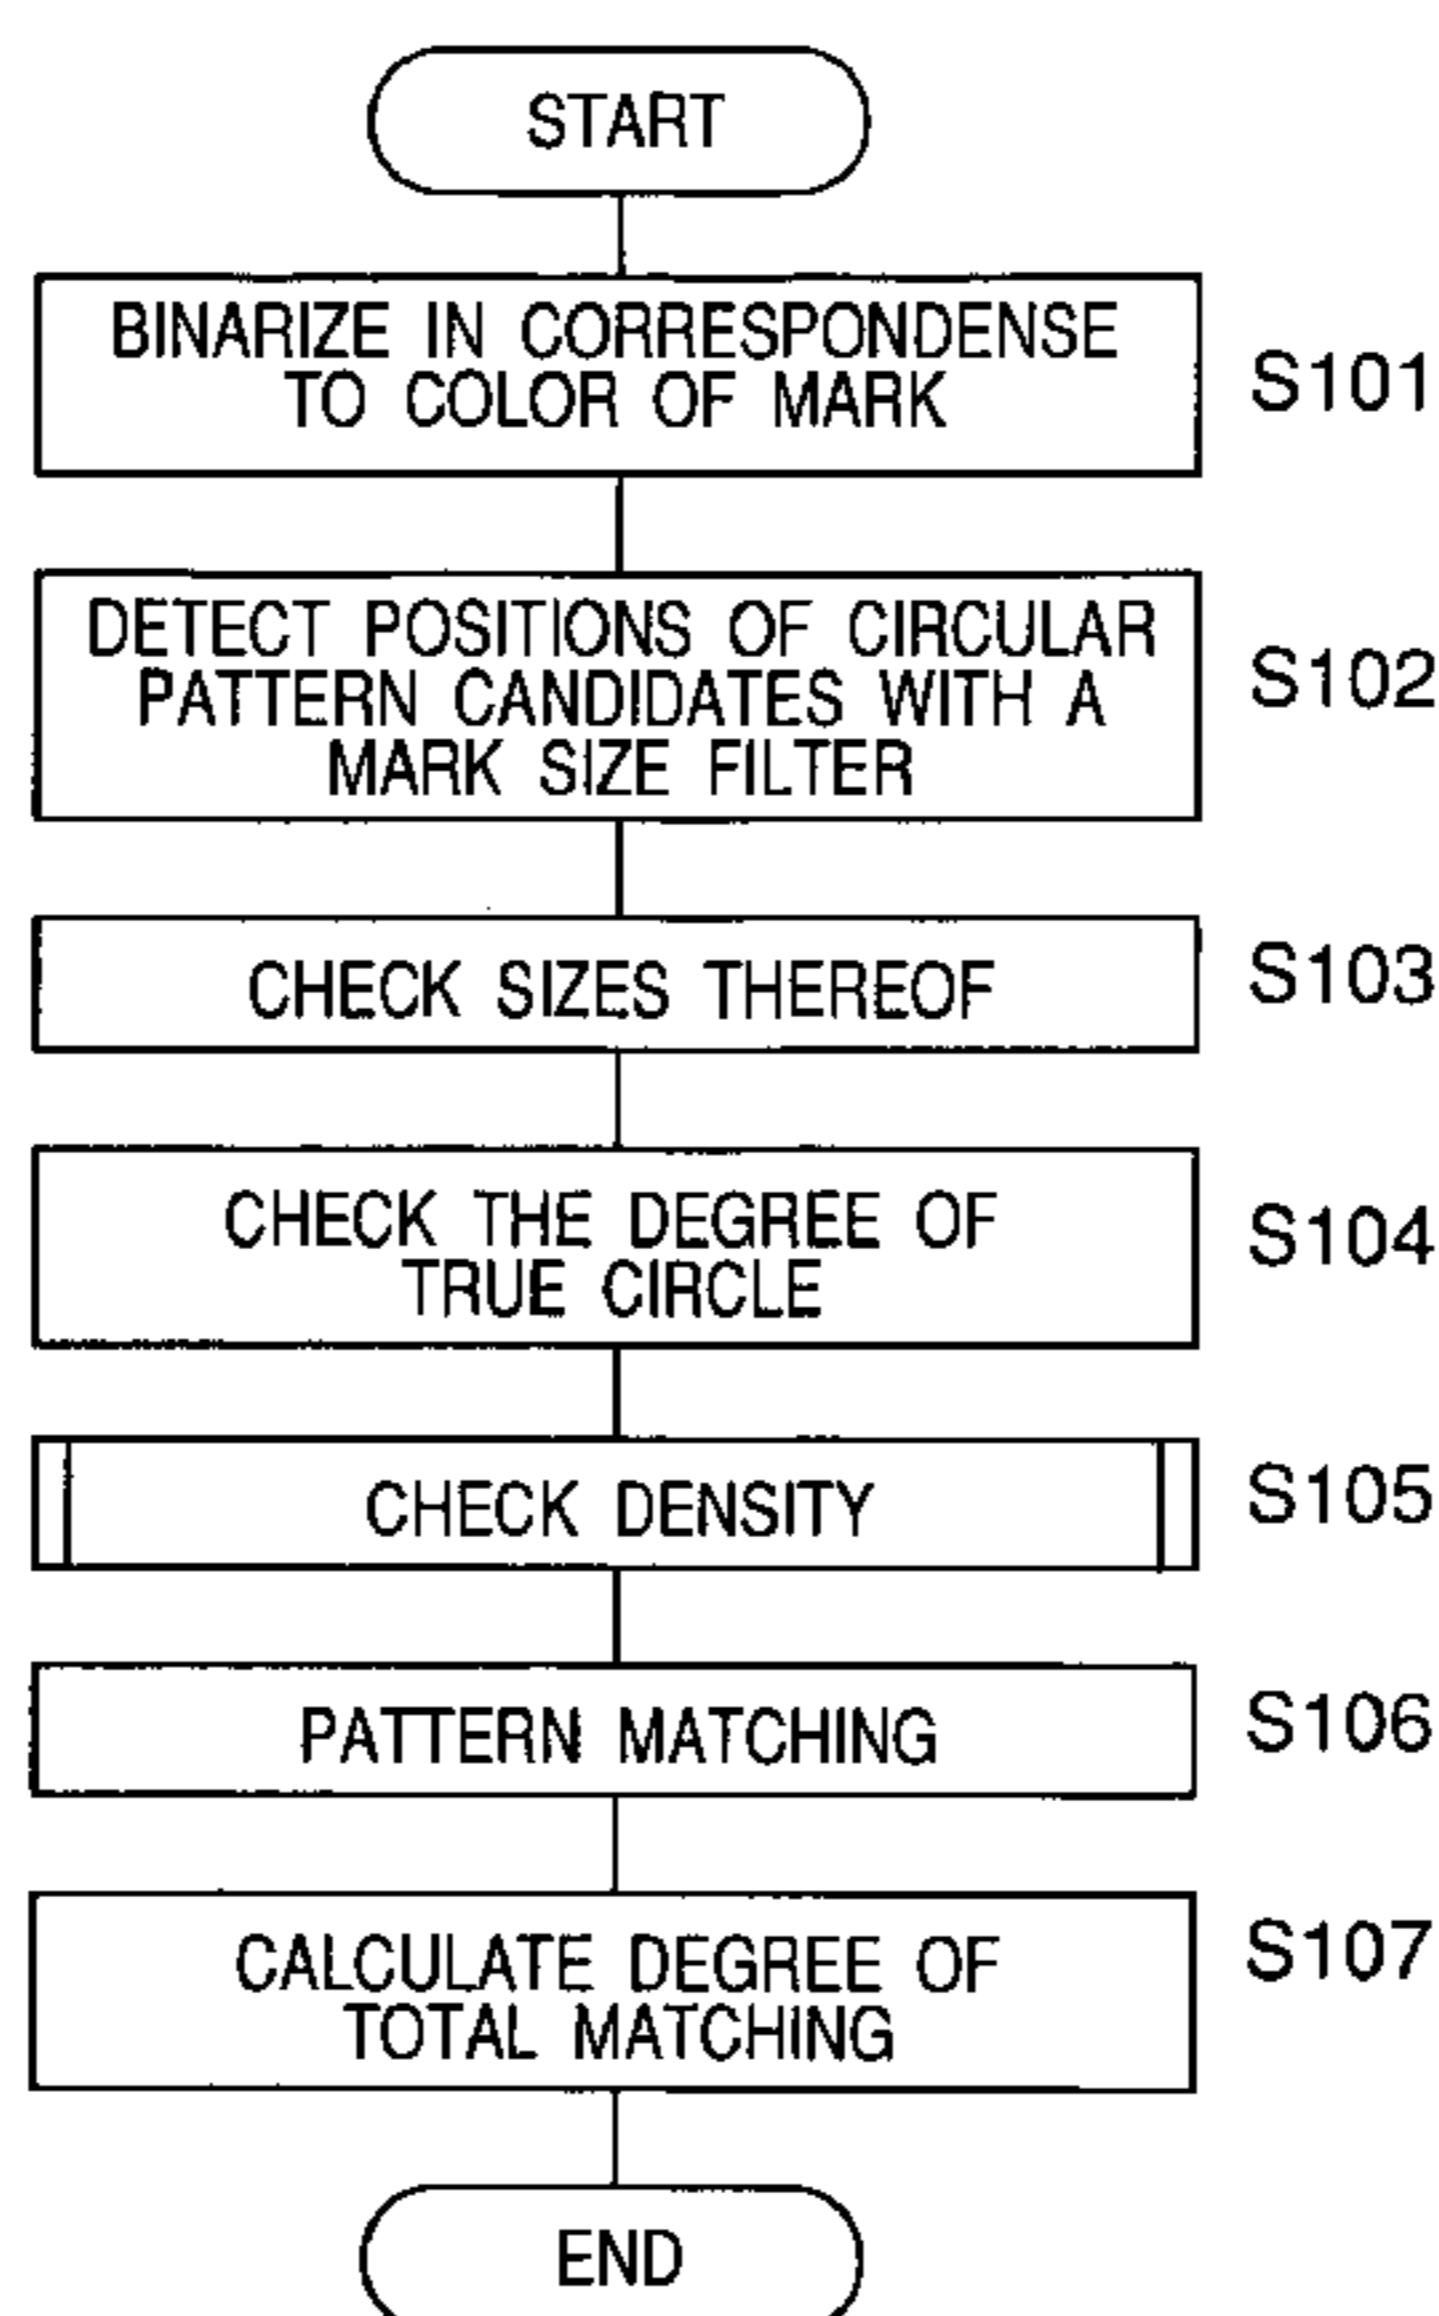 START
BINARIZE IN CORRESPONDENSE
TO COLOR OF MARK
S101
DETECT POSITIONS OF CIRCULAR
PATTERN CANDIDATES WITH A
MARK SIZE FILTER
S102
CHECK SIZES THEREOF
S103
CHECK THE DEGREE OF
TRUE CIRCLE
S104
CHECK DENSITY
S105
PATTERN MATCHING
S106
CALCULATE DEGREE OF
TOTAL MATCHING
S107
END